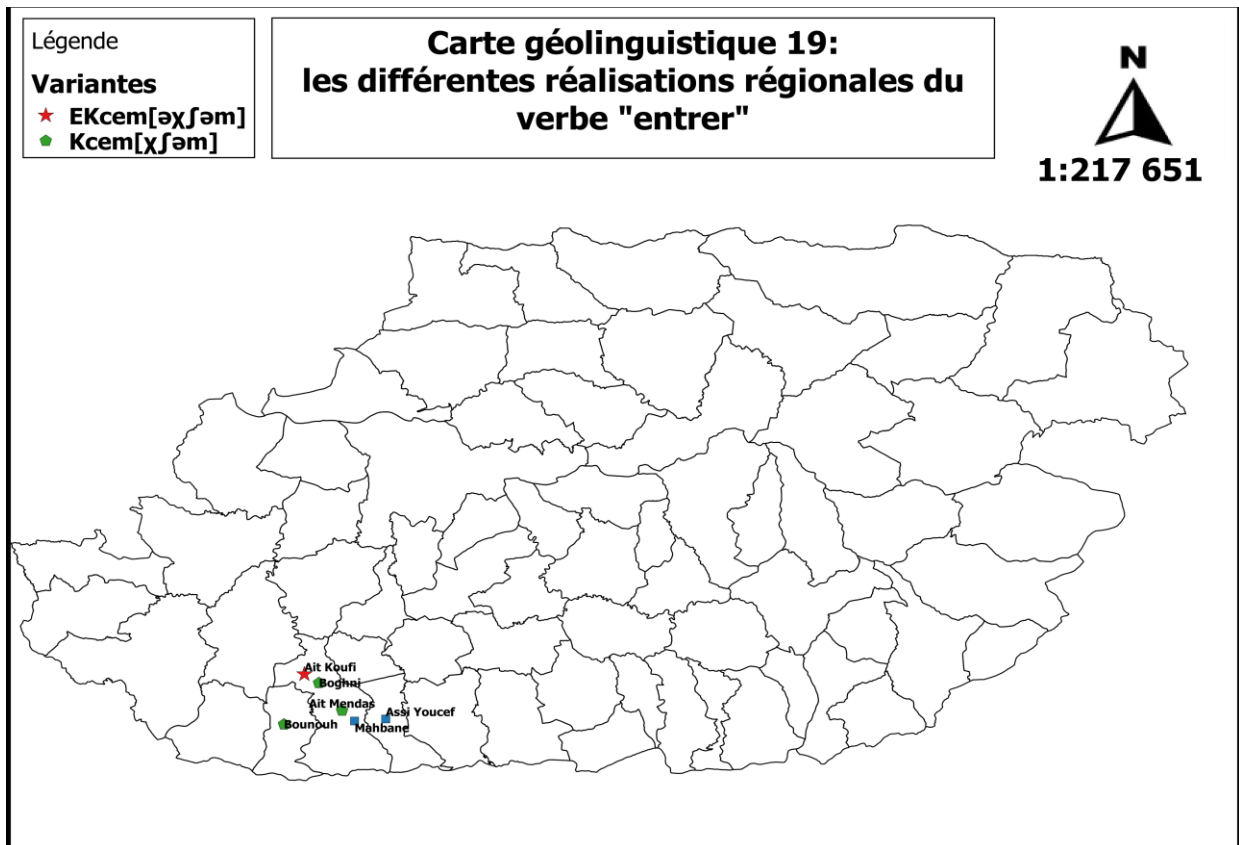 Légende
Variantes
EKcem[əχʃəm]
Kcem[χʃəm]
Carte géolinguistique 19:
les différentes réalisations régionales du
verbe "entrer"
N
1:217 651
Ait Koufi
Boghni
Ait Mendas
Assi Youcef
Bounouh
Mahbane